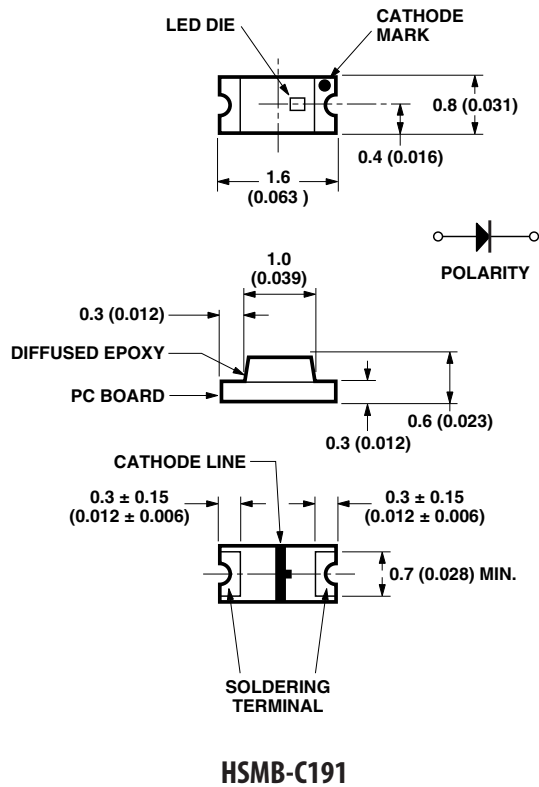 LED DIE
CATHODE
MARK
0.8 (0.031)
0.4 (0.016)
1.6
(0.063 )
POLARITY
1.0
(0.039)
0.3 (0.012)
DIFFUSED EPOXY
PC BOARD
0.6 (0.023)
0.3 (0.012)
CATHODE LINE
0.3 ± 0.15
(0.012 ± 0.006)
0.3 ± 0.15
(0.012 ± 0.006)
0.7 (0.028) MIN.
SOLDERING
TERMINAL
HSMB-C191